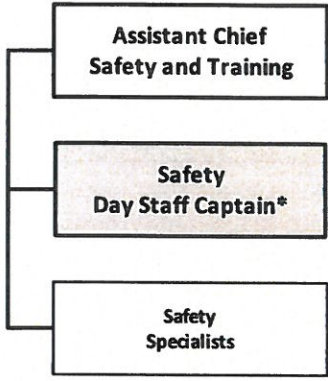 Assistant Chief
Safety and Training
Safety
Day Staff Captain*
Safety
Specialists